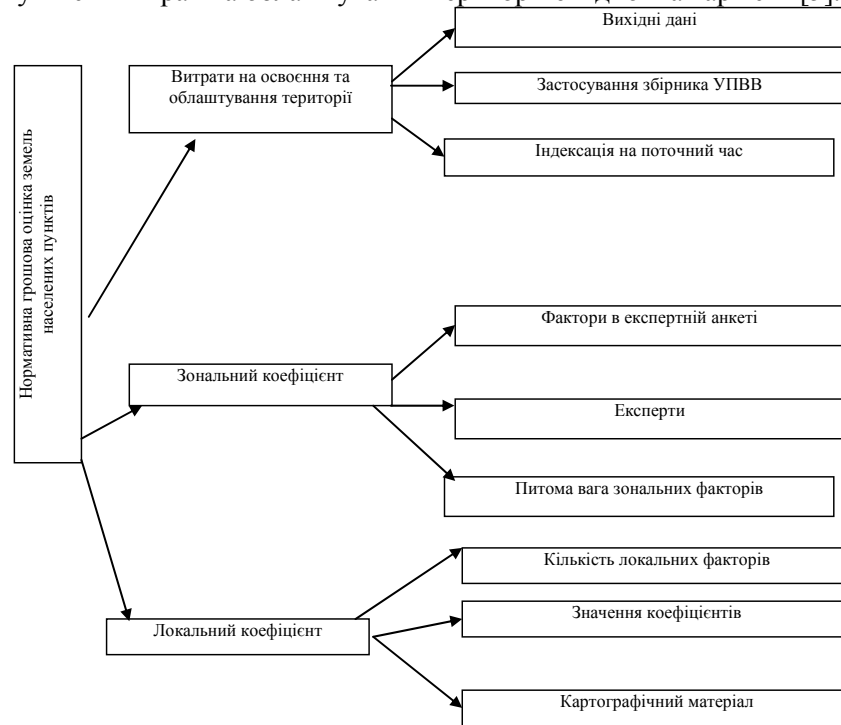 Вихідні дані
Витрати на освоєння та
облаштування території
Застосування збірника УПВВ
Індексація на поточний час
Нормативна грошова оцінка земель
населених пунктів
Фактори в експертній анкеті
Зональний коефіцієнт
Експерти
Питома вага зональних факторів
Кількість локальних факторів
Значення коефіцієнтів
Локальний коефіцієнт
Картографічний матеріал